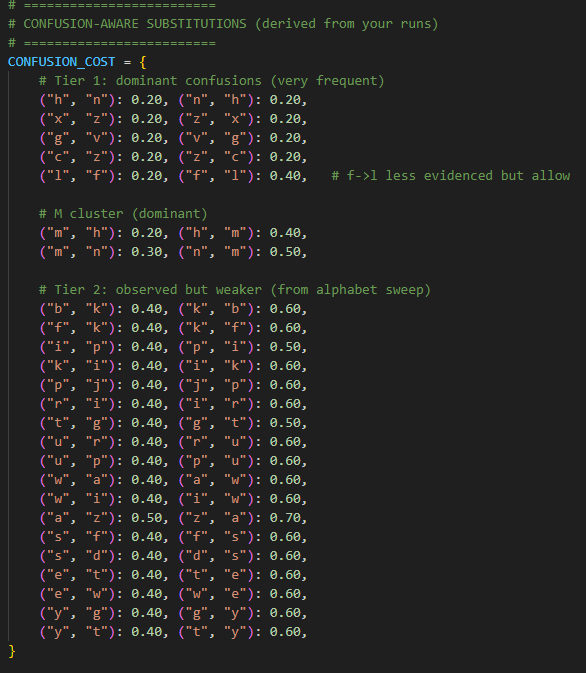 # =========================
# CONFUSION-AWARE SUBSTITUTIONS (derived from your runs)
# =========================
CONFUSION_COST = {
    # Tier 1: dominant confusions (very frequent)
    ("h", "n"): 0.20, ("n", "h"): 0.20,
    ("x", "z"): 0.20, ("z", "x"): 0.20,
    ("g", "v"): 0.20, ("v", "g"): 0.20,
    ("c", "z"): 0.20, ("z", "c"): 0.20,
    ("l", "f"): 0.20, ("f", "l"): 0.40,   # f->l less evidenced but allow

    # M cluster (dominant)
    ("m", "h"): 0.20, ("h", "m"): 0.40,
    ("m", "n"): 0.30, ("n", "m"): 0.50,

    # Tier 2: observed but weaker (from alphabet sweep)
    ("b", "k"): 0.40, ("k", "b"): 0.60,
    ("f", "k"): 0.40, ("k", "f"): 0.60,
    ("i", "p"): 0.40, ("p", "i"): 0.50,
    ("k", "i"): 0.40, ("i", "k"): 0.60,
    ("p", "j"): 0.40, ("j", "p"): 0.60,
    ("r", "i"): 0.40, ("i", "r"): 0.60,
    ("t", "g"): 0.40, ("g", "t"): 0.50,
    ("u", "r"): 0.40, ("r", "u"): 0.60,
    ("u", "p"): 0.40, ("p", "u"): 0.60,
    ("w", "a"): 0.40, ("a", "w"): 0.60,
    ("w", "i"): 0.40, ("i", "w"): 0.60,
    ("a", "z"): 0.50, ("z", "a"): 0.70,
    ("s", "f"): 0.40, ("f", "s"): 0.60,
    ("s", "d"): 0.40, ("d", "s"): 0.60,
    ("e", "t"): 0.40, ("t", "e"): 0.60,
    ("e", "w"): 0.40, ("w", "e"): 0.60,
    ("y", "g"): 0.40, ("g", "y"): 0.60,
    ("y", "t"): 0.40, ("t", "y"): 0.60,
}